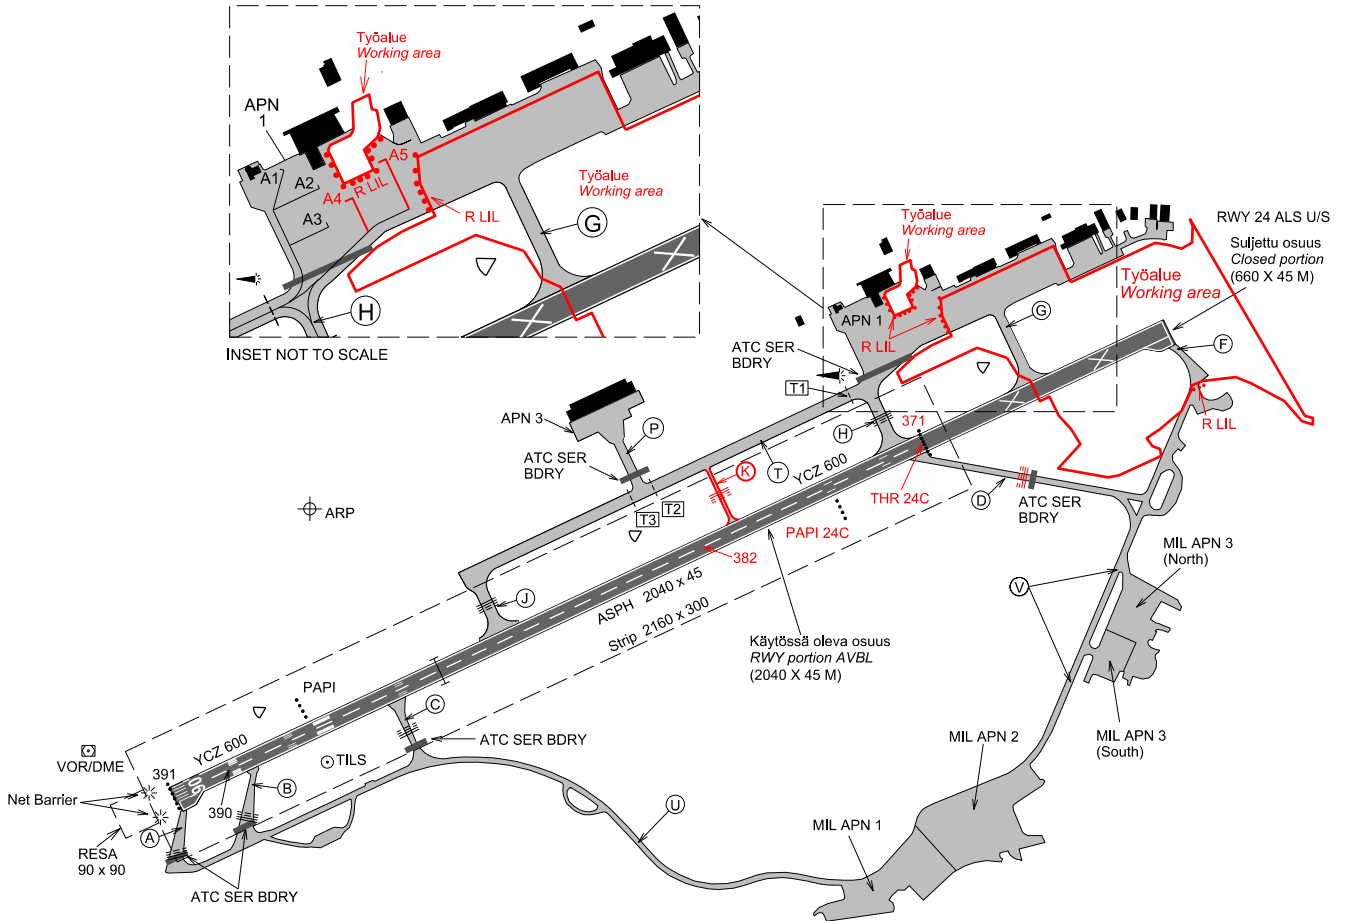 Työalue
Working area
APN
1
A1
A2
A3
A4
A5
R LIL
R LIL
Työalue
Working area
G
H
INSET NOT TO SCALE
RWY 24 ALS U/S
Suljettu osuus
Closed portion
(660 X 45 M)
Työalue
Working area
Työalue
Working area
APN 1
R LIL
G
F
ATC SER
BDRY
T1
H
371
R LIL
APN 3
P
ATC SER
BDRY
K
T
YCZ 600
THR 24C
D
ATC SER
BDRY
ARP
T2
T3
PAPI 24C
382
MIL APN 3
(North)
J
ASPH 2040 x 45
Strip 2160 x 300
V
Käytössä oleva osuus
RWY portion AVBL
(2040 X 45 M)
PAPI
C
MIL APN 2
MIL APN 3
(South)
YCZ 600
ATC SER BDRY
VOR/DME
TILS
391
06
B
Net Barrier
390
A
U
MIL APN 1
RESA
90 x 90
ATC SER BDRY